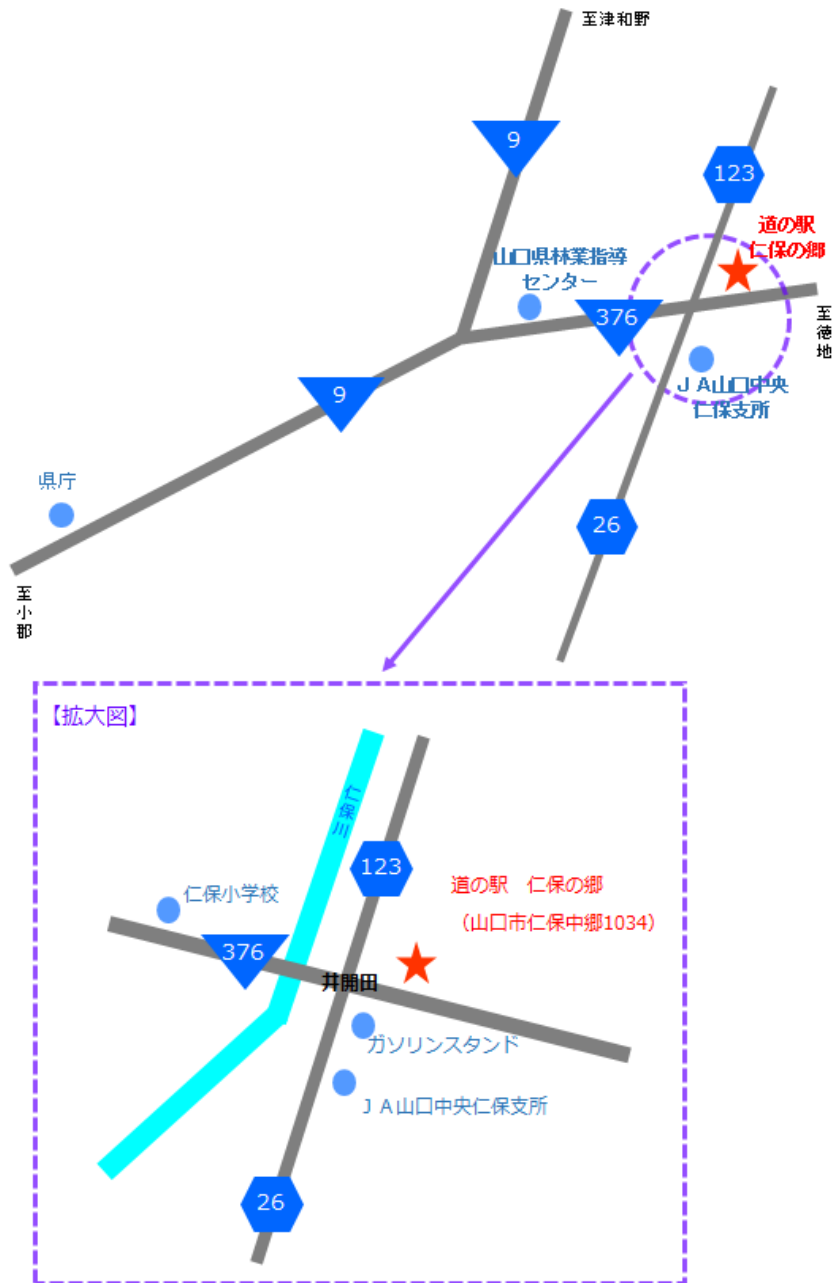 至津和野
9
123
道の駅
仁保の郷
山口県林業指導
センター
376
至徳地
9
ＪＡ山口中央
仁保支所
県庁
26
至小郡
【拡大図】
仁保川
123
道の駅　仁保の郷
（山口市仁保中郷1034）
仁保小学校
376
井開田
ガソリンスタンド
ＪＡ山口中央仁保支所
26